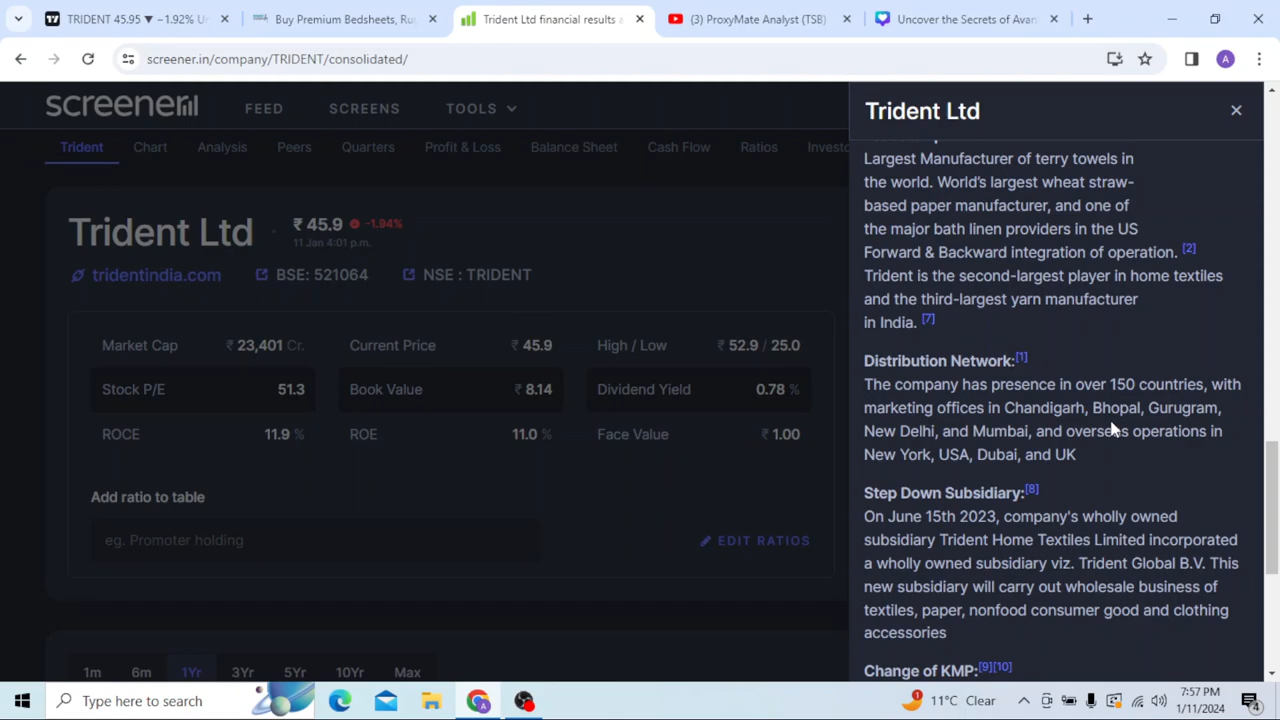 TRIDENT 45.95 ▼ −1.92% Un
Buy Premium Bedsheets, Rug
Trident Ltd financial results a
(3) ProxyMate Analyst (TSB)
Uncover the Secrets of Avan
screener.in/company/TRIDENT/consolidated/
A
screener
FEED
SCREENS
TOOLS
Trident
Chart
Analysis
Peers
Quarters
Profit & Loss
Balance Sheet
Cash Flow
Ratios
Investo
Trident Ltd
₹ 45.9
-1.94%
11 Jan 4:01 p.m.
tridentindia.com
BSE: 521064
NSE : TRIDENT
Market Cap
₹ 23,401 Cr.
Current Price
₹ 45.9
High / Low
₹ 52.9 / 25.0
Stock P/E
51.3
Book Value
₹ 8.14
Dividend Yield
0.78 %
ROCE
11.9 %
ROE
11.0 %
Face Value
₹ 1.00
Add ratio to table
eg. Promoter holding
EDIT RATIOS
1m
6m
1Yr
3Yr
5Yr
10Yr
Max
Trident Ltd
Largest Manufacturer of terry towels in
the world. World's largest wheat straw-
based paper manufacturer, and one of
the major bath linen providers in the US
Forward & Backward integration of operation. [2]
Trident is the second-largest player in home textiles
and the third-largest yarn manufacturer
in India. [7]
Distribution Network:[1]
The company has presence in over 150 countries, with
marketing offices in Chandigarh, Bhopal, Gurugram,
New Delhi, and Mumbai, and overseas operations in
New York, USA, Dubai, and UK
Step Down Subsidiary:[8]
On June 15th 2023, company's wholly owned
subsidiary Trident Home Textiles Limited incorporated
a wholly owned subsidiary viz. Trident Global B.V. This
new subsidiary will carry out wholesale business of
textiles, paper, nonfood consumer good and clothing
accessories
Change of KMP:[9][10]
Type here to search
A
1
11°C Clear
7:57 PM
1/11/2024
4